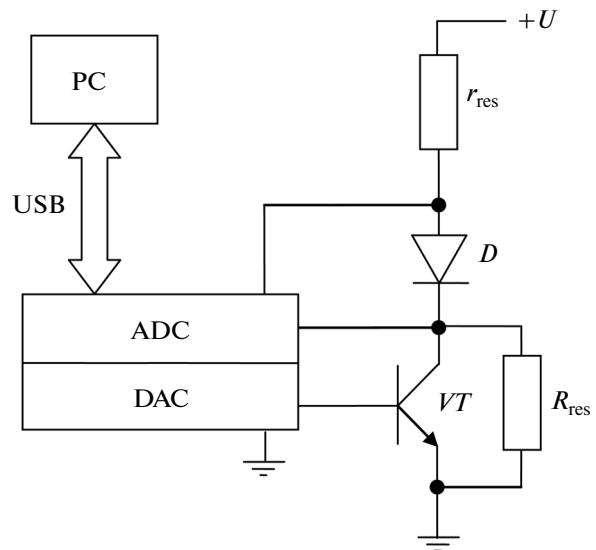 +U
PC
r_res
USB
D
ADC
DAC
VT
R_res